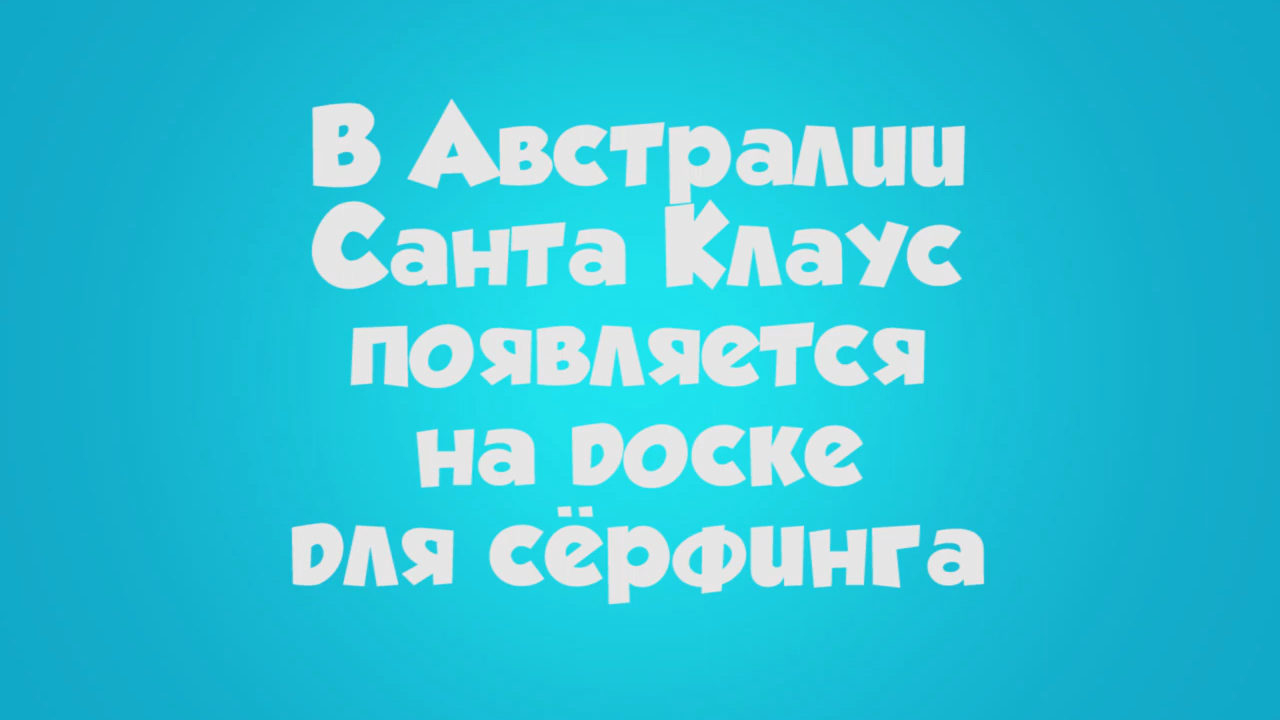 В Австралии
Санта Клаус
появляется
на доске
для сёрфинга